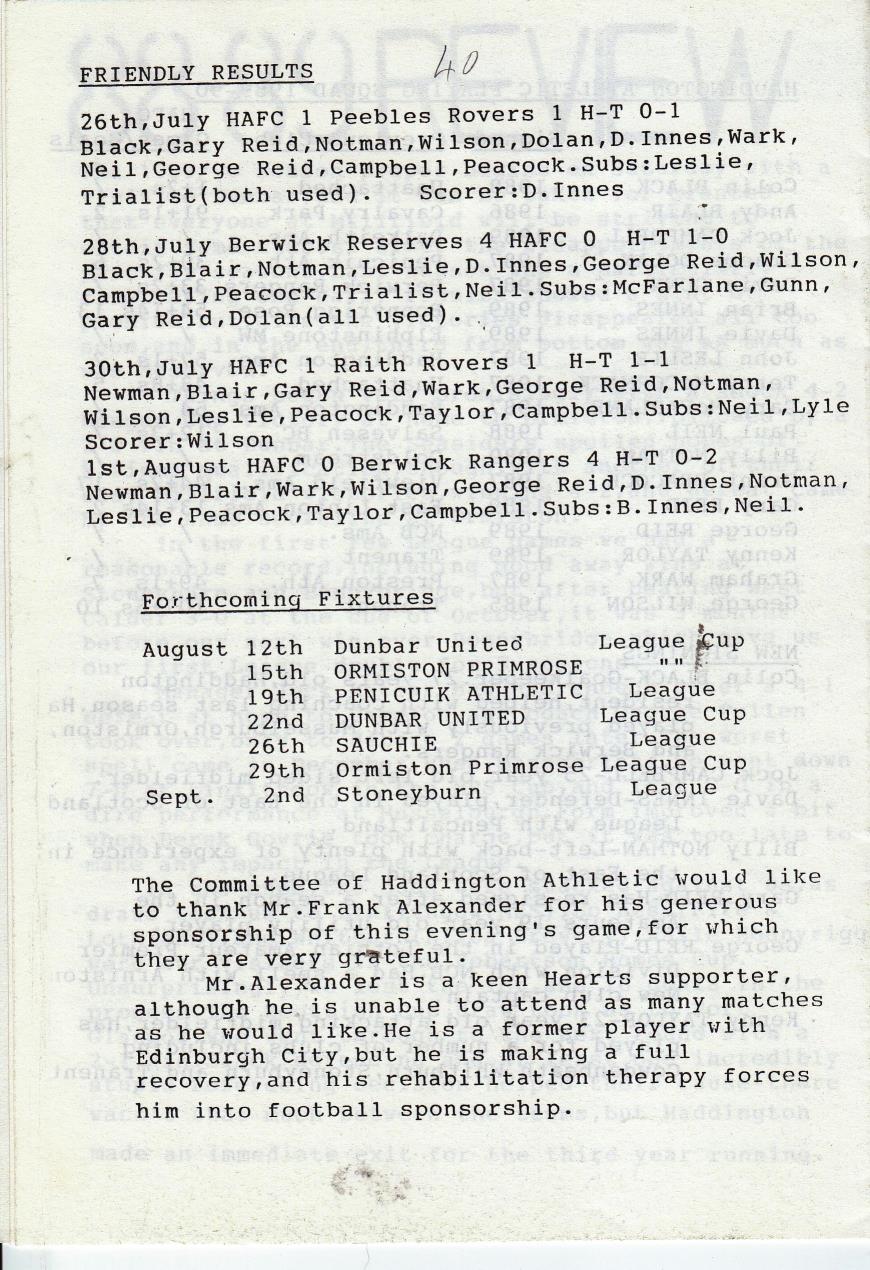 FRIENDLY RESULTS 40
26th,July HAFC 1 Peebles Rovers 1 H-T 0-1
Black,Gary Reid,Notman,Wilson,Dolan,D.Innes,Wark,
Neil,George Reid,Campbell,Peacock.Subs:Leslie,
Trialist(both used). Scorer:D.Innes
28th,July Berwick Reserves 4 HAFC 0 H-T 1-0
Black,Blair,Notman,Leslie,D.Innes,George Reid,Wilson,
Campbell,Peacock,Trialist,Neil.Subs:McFarlane,Gunn,
Gary Reid,Dolan(all used).
30th,July HAFC 1 Raith Rovers H-T 1-1
Newman,Blair,Gary Reid,Wark,George Reid,Notman,
Wilson,Leslie,Peacock,Taylor,Campbell.Subs:Neil,Lyle
Scorer:Wilson
1st,August HAFC 0 Berwick Rangers 4 H-T 0-2
Newman,Blair,Wark,Wilson,George Reid,D.Innes,Notman,
Leslie,Peacock,Taylor,Campbell.Subs:B.Innes,Neil.
Forthcoming Fixtures
August 12th Dunbar United League Cup
15th ORMISTON PRIMROSE " "
19th PENICUIK ATHLETIC League
22nd DUNBAR UNITED League Cup
26th SAUCHIE League
29th Ormiston Primrose League Cup
Sept. 2nd Stoneyburn League
The Committee of Haddington Athletic would like
to thank Mr.Frank Alexander for his generous
sponsorship of this evening's game,for which
they are very grateful.
Mr.Alexander is a keen Hearts supporter,
although he is unable to attend as many matches
as he would like.He is a former player with
Edinburgh City,but he is making a full
recovery,and his rehabilitation therapy forces
him into football sponsorship.